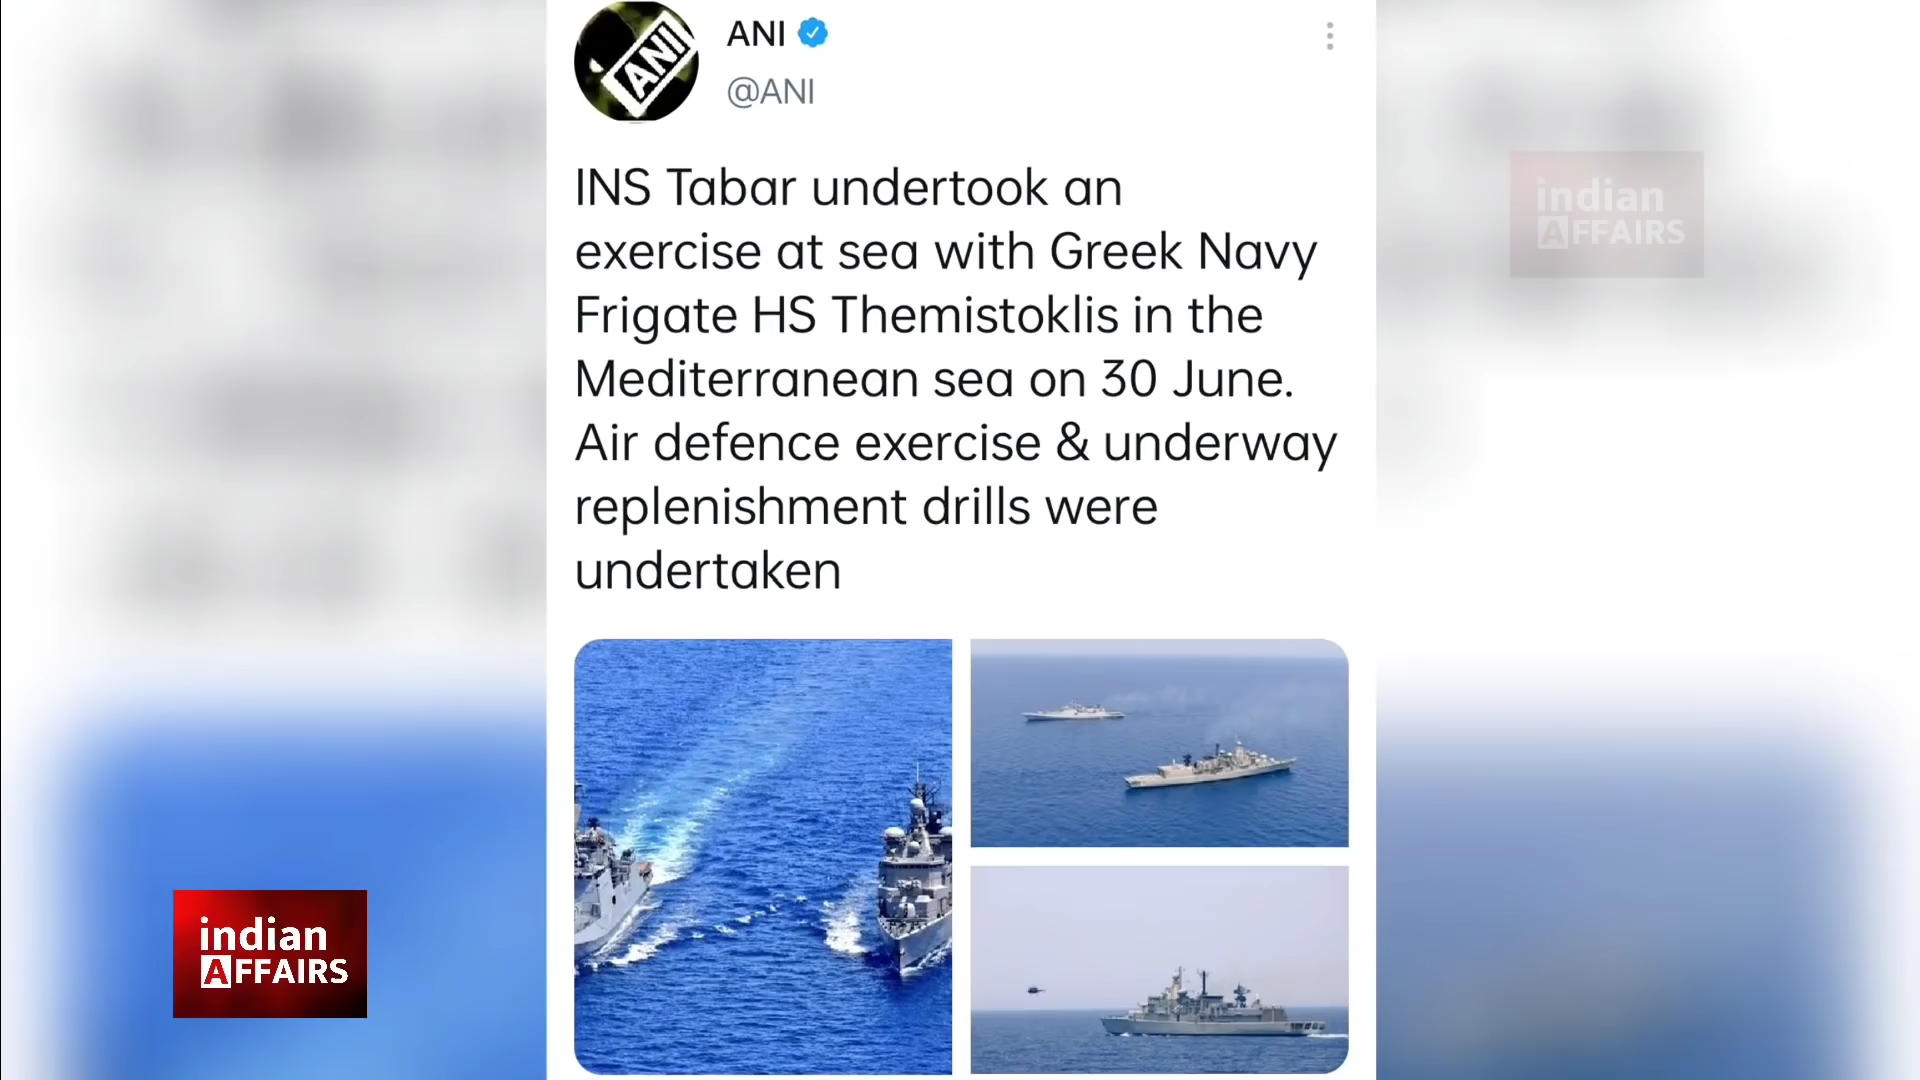 ANI
ANI
@ANI
INS Tabar undertook an
exercise at sea with Greek Navy
Frigate HS Themistoklis in the
Mediterranean sea on 30 June.
Air defence exercise & underway
replenishment drills were
undertaken
indian
AFFAIRS
indian
AFFAIRS